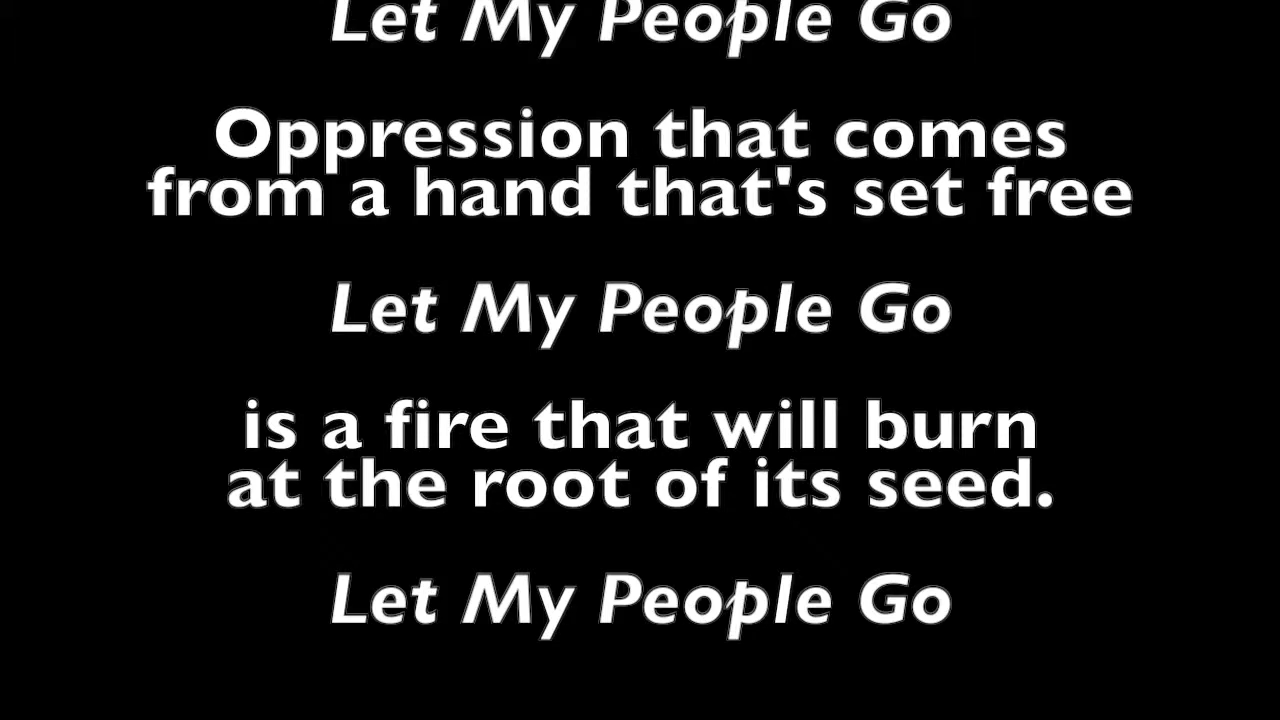 Let My People Go
Oppression that comes
from a hand that's set free
Let My People Go
is a fire that will burn
at the root of its seed.
Let My People Go